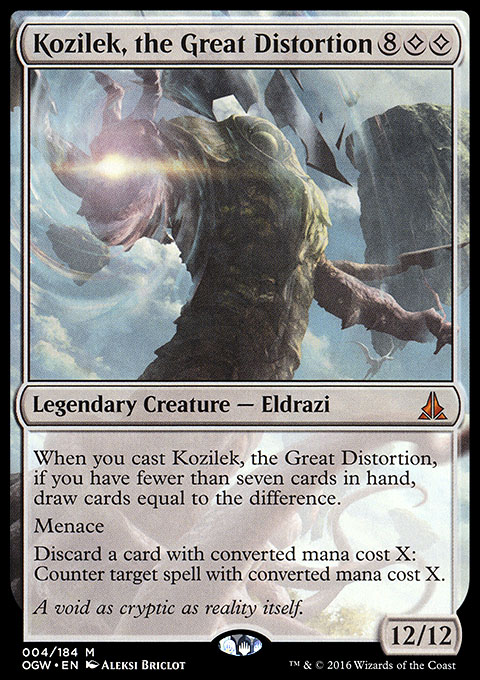 Kozilek, the Great Distortion 8
Legendary Creature — Eldrazi
When you cast Kozilek, the Great Distortion,
if you have fewer than seven cards in hand,
draw cards equal to the difference.
Menace
Discard a card with converted mana cost X:
Counter target spell with converted mana cost X.
A void as cryptic as reality itself.
12/12
004/184 M
OGW • EN Aleksi Briclot
™ & © 2016 Wizards of the Coast